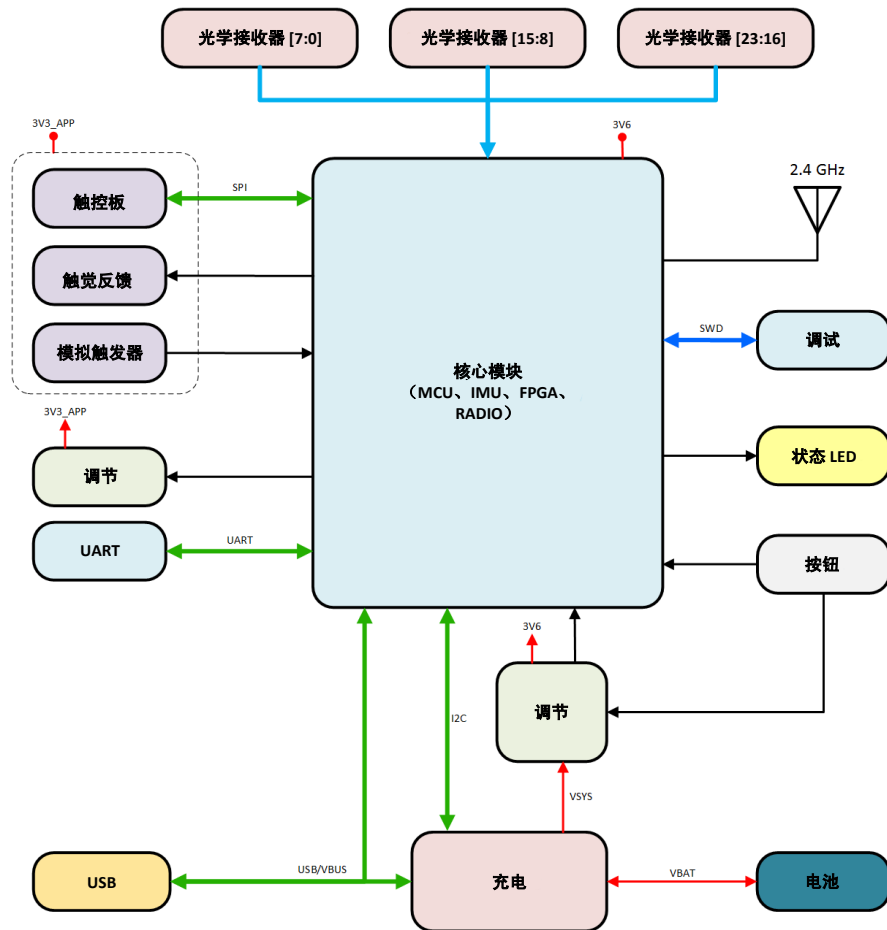 光学接收器 [7:0]
光学接收器 [15:8]
光学接收器 [23:16]
3V3_APP
3V6
2.4 GHz
触控板
SPI
触觉反馈
模拟触发器
SWD
调试
核心模块
（MCU、IMU、FPGA、
RADIO）
3V3_APP
调节
状态 LED
UART
UART
按钮
3V6
调节
I2C
VSYS
USB
USB/VBUS
充电
VBAT
电池